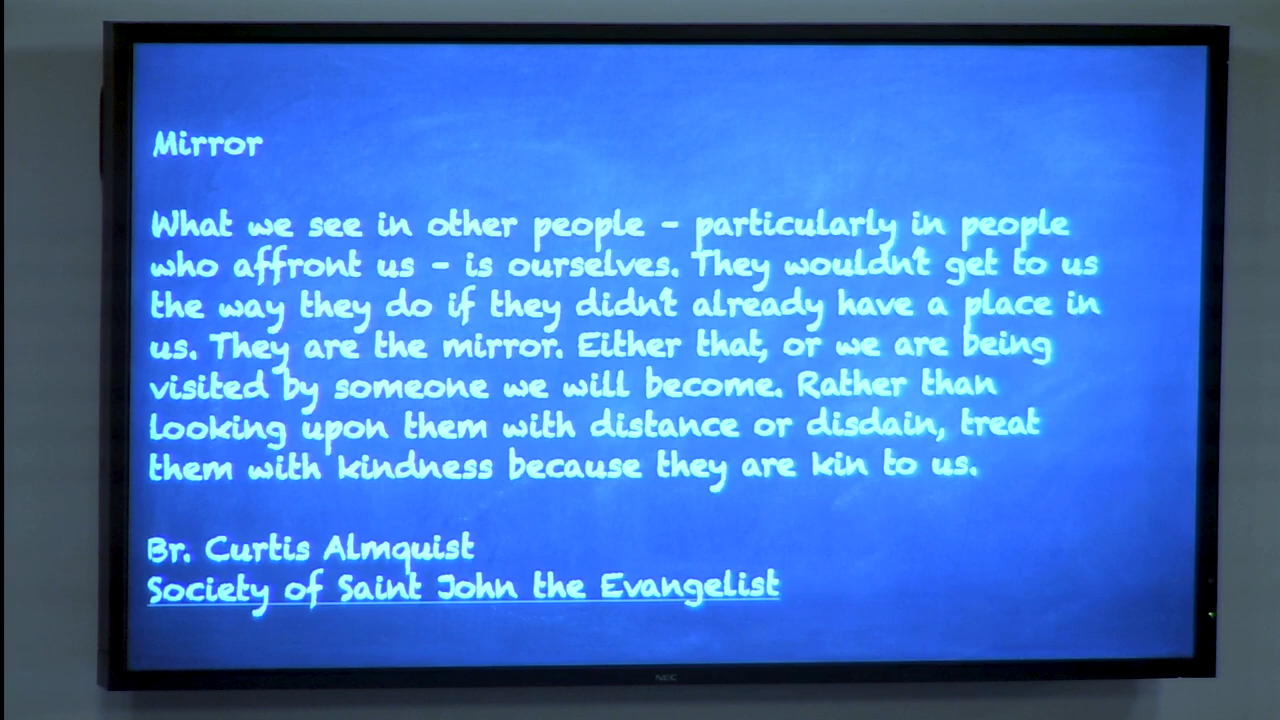 Mirror
What we see in other people - particularly in people
who affront us - is ourselves. They wouldn't get to us
the way they do if they didn't already have a place in
us. They are the mirror. Either that, or we are being
visited by someone we will become. Rather than
looking upon them with distance or disdain, treat
them with kindness because they are kin to us.
Br. Curtis Almquist
Society of Saint John the Evangelist
NEC